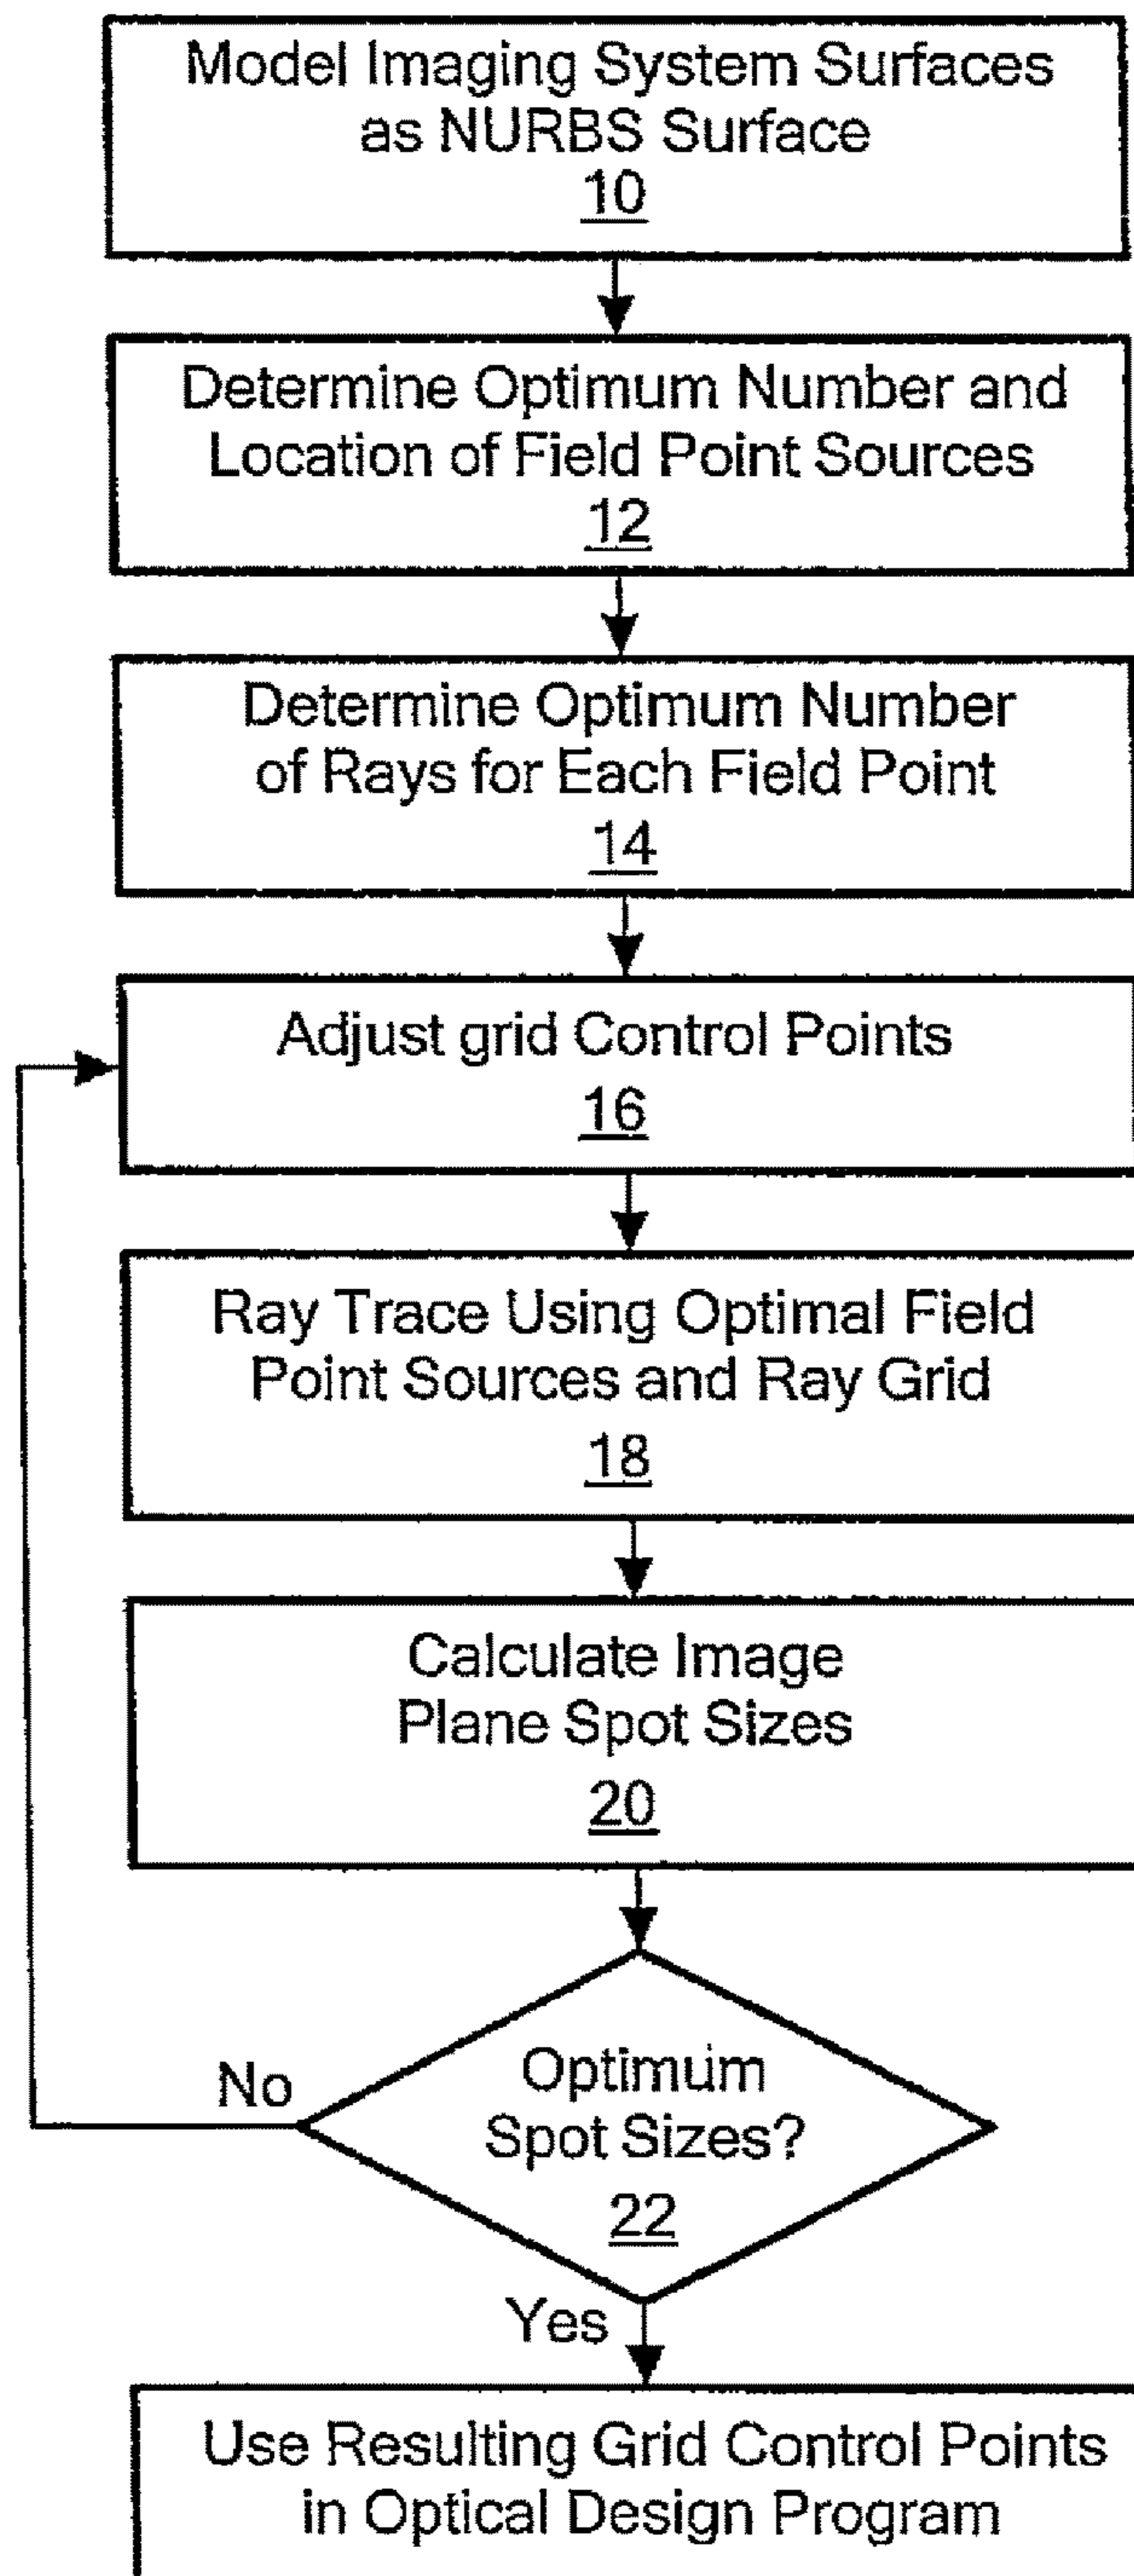 Model Imaging System Surfaces
as NURBS Surface
10
Determine Optimum Number and
Location of Field Point Sources
12
Determine Optimum Number
of Rays for Each Field Point
14
Adjust grid Control Points
16
Ray Trace Using Optimal Field
Point Sources and Ray Grid
18
Calculate Image
Plane Spot Sizes
20
No
Optimum
Spot Sizes?
22
Yes
Use Resulting Grid Control Points
in Optical Design Program